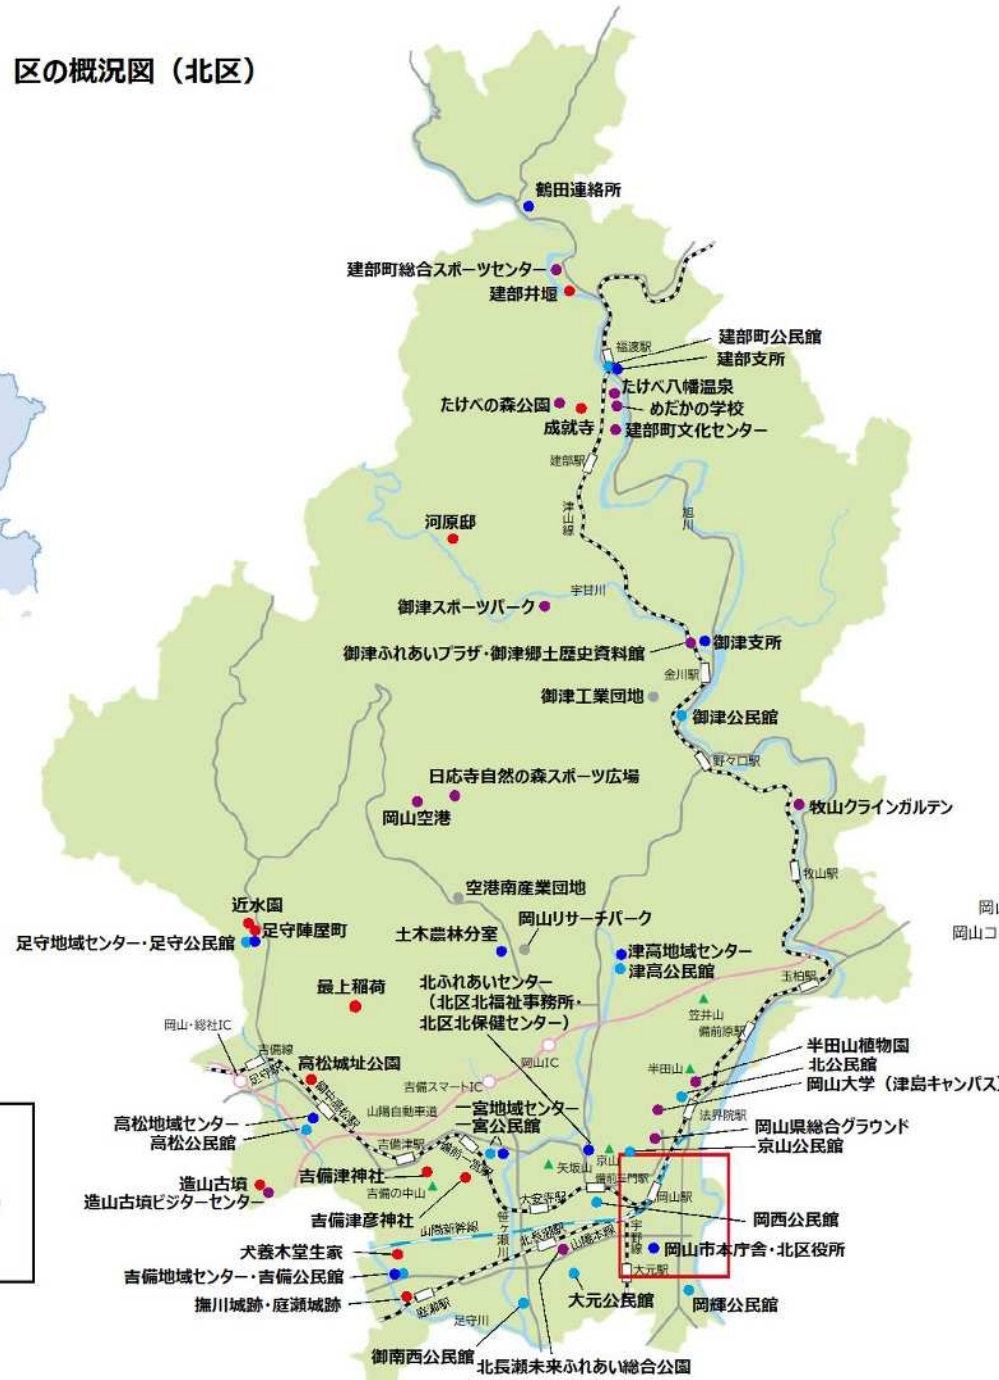 区の概況図（北区）
鶴田連絡所
建部町総合スポーツセンター
建部井堰
福渡駅
建部町公民館
建部支所
たけべ八幡温泉
たけべの森公園
めだかの学校
成就寺
建部町文化センター
建部駅
津山線
旭川
河原邸
宇甘川
御津スポーツパーク
御津支所
御津ふれあいプラザ・御津郷土歴史資料館
金川駅
御津工業団地
御津公民館
野々口駅
日応寺自然の森スポーツ広場
岡山空港
牧山クラインガルテン
牧山駅
空港南産業団地
近水園
岡山リサーチパーク
岡山
岡山コ
足守陣屋町
足守地域センター・足守公民館
土木農林分室
津高地域センター
津高公民館
北ふれあいセンター
（北区北福祉事務所・
北区北保健センター）
玉柏駅
最上稲荷
笠井山
備前原駅
岡山・総社IC
吉備線
足守駅
岡山IC
半田山植物園
北公民館
半田山
岡山大学（津島キャンパス）
高松城址公園
備中高松駅
吉備スマートIC
山陽自動車道
法界院駅
高松地域センター
高松公民館
一宮地域センター
一宮公民館
岡山県総合グラウンド
京山公民館
吉備津駅
備前一宮駅
矢坂山
京山
備前三門駅
造山古墳
造山古墳ビジターセンター
吉備津神社
吉備の中山
岡山駅
大安寺駅
吉備津彦神社
笹ヶ瀬川
岡西公民館
山陽新幹線
北長瀬駅
山陽本線
宇野線
岡山市本庁舎・北区役所
犬養木堂生家
吉備地域センター・吉備公民館
大元駅
撫川城跡・庭瀬城跡
庭瀬駅
足守川
大元公民館
岡輝公民館
御南西公民館
北長瀬未来ふれあい総合公園